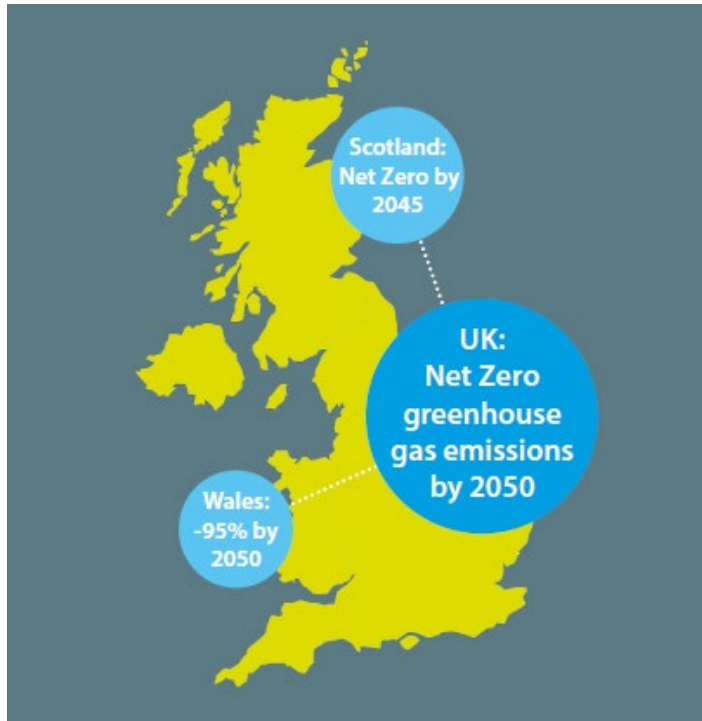 Scotland:
Net Zero by
2045
UK:
Net Zero
greenhouse
gas emissions
by 2050
Wales:
-95% by
2050